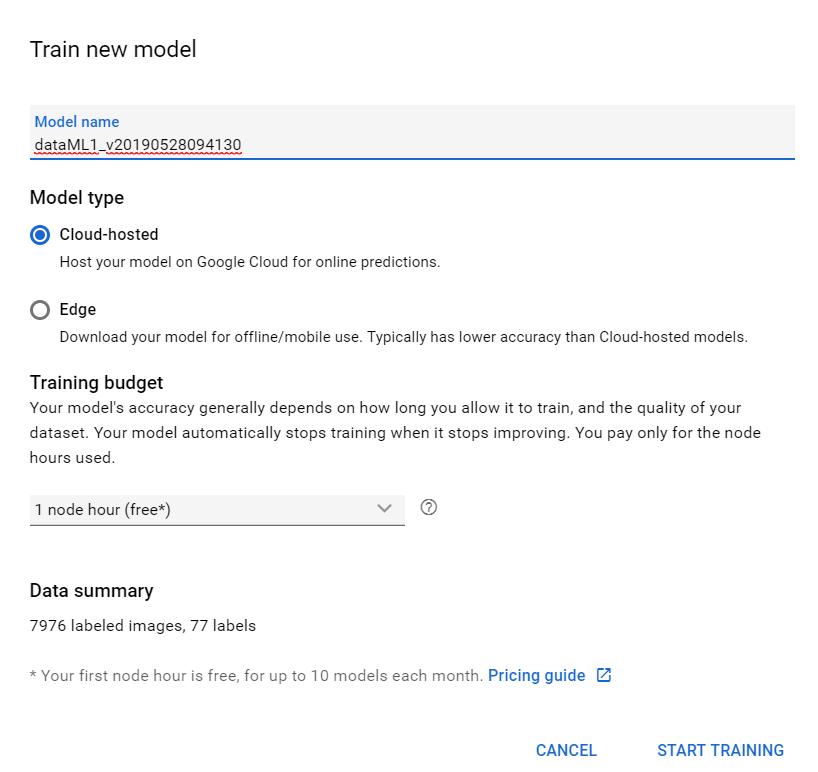 Train new model
Model name
dataML1_v20190528094130
Model type
Cloud-hosted
Host your model on Google Cloud for online predictions.
Edge
Download your model for offline/mobile use. Typically has lower accuracy than Cloud-hosted models.
Training budget
Your model's accuracy generally depends on how long you allow it to train, and the quality of your
dataset. Your model automatically stops training when it stops improving. You pay only for the node
hours used.
1 node hour (free*)
Data summary
7976 labeled images, 77 labels
* Your first node hour is free, for up to 10 models each month. Pricing guide
CANCEL START TRAINING